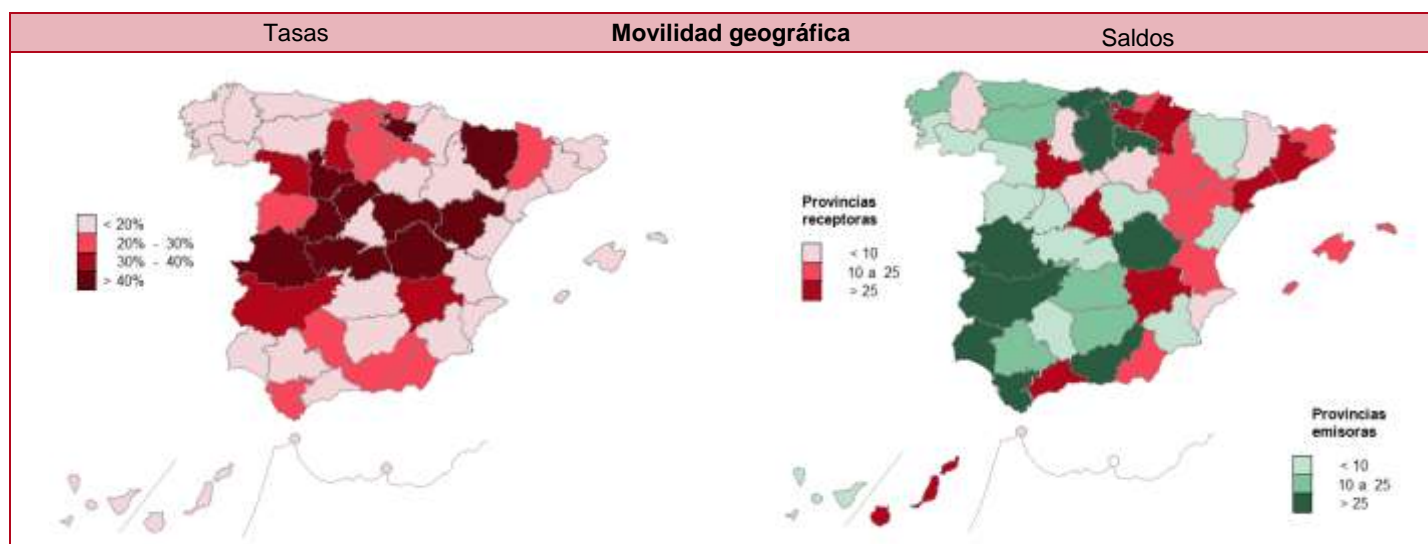 Tasas Movilidad geográfica Saldos
< 20%
20% - 30%
30% - 40%
> 40%
Provincias
receptoras
< 10
10 a 25
> 25
Provincias
emisoras
< 10
10 a 25
> 25